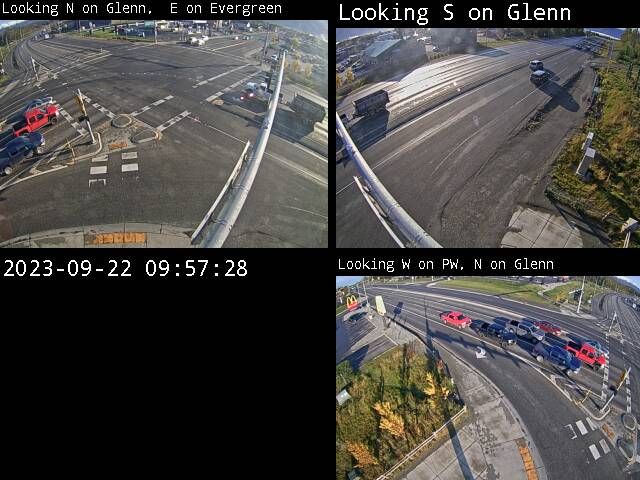 Looking N on Glenn,  E on Evergreen
Looking S on Glenn
2023-09-22 09:57:28
Looking W on PW, N on Glenn